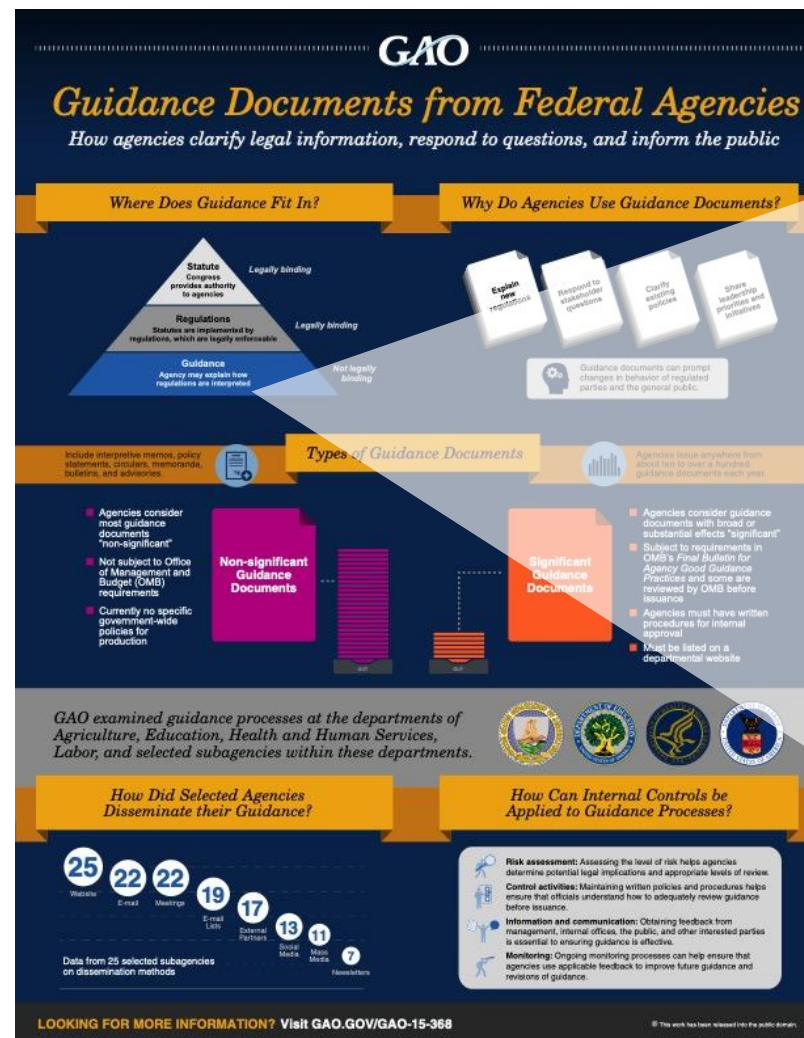 GAO
Guidance Documents from Federal Agencies
How agencies clarify legal information, respond to questions, and inform the public
Where Does Guidance Fit In?
Statute
Congress
provides authority
to agencies
Legally binding
Regulations
Statutes are implemented by
regulations, which are legally enforceable
Legally binding
Guidance
Agency may explain how
regulations are interpreted
Not legally
binding
Why Do Agencies Use Guidance Documents?
Explain
new
regulations
Respond to
stakeholder
questions
Clarify
existing
policies
Share
leadership
priorities and
initiatives
Guidance documents can prompt
changes in behavior of regulated
parties and the general public.
Include interpretive memos, policy
statements, circulars, memoranda,
bulletins, and advisories.
Types of Guidance Documents
Agencies issue anywhere from
about ten to over a hundred
guidance documents each year.
Agencies consider
most guidance
documents
"non-significant"
Not subject to Office
of Management and
Budget (OMB)
requirements
Currently no specific
government-wide
policies for
production
Non-significant
Guidance
Documents
OUT
OUT
Significant
Guidance
Documents
Agencies consider guidance
documents with broad or
substantial effects "significant"
Subject to requirements in
OMB's Final Bulletin for
Agency Good Guidance
Practices and some are
reviewed by OMB before
issuance
Agencies must have written
procedures for internal
approval
Must be listed on a
departmental website
GAO examined guidance processes at the departments of
Agriculture, Education, Health and Human Services,
Labor, and selected subagencies within these departments.
How Did Selected Agencies
Disseminate their Guidance?
25
Website
22
E-mail
22
Meetings
19
E-mail
Lists
17
External
Partners
13
Social
Media
11
Mass
Media
7
Newsletters
Data from 25 selected subagencies
on dissemination methods
How Can Internal Controls be
Applied to Guidance Processes?
Risk assessment: Assessing the level of risk helps agencies
determine potential legal implications and appropriate levels of review.
Control activities: Maintaining written policies and procedures helps
ensure that officials understand how to adequately review guidance
before issuance.
Information and communication: Obtaining feedback from
management, internal offices, the public, and other interested parties
is essential to ensuring guidance is effective.
Monitoring: Ongoing monitoring processes can help ensure that
agencies use applicable feedback to improve future guidance and
revisions of guidance.
LOOKING FOR MORE INFORMATION? Visit GAO.GOV/GAO-15-368
This work has been released into the public domain.